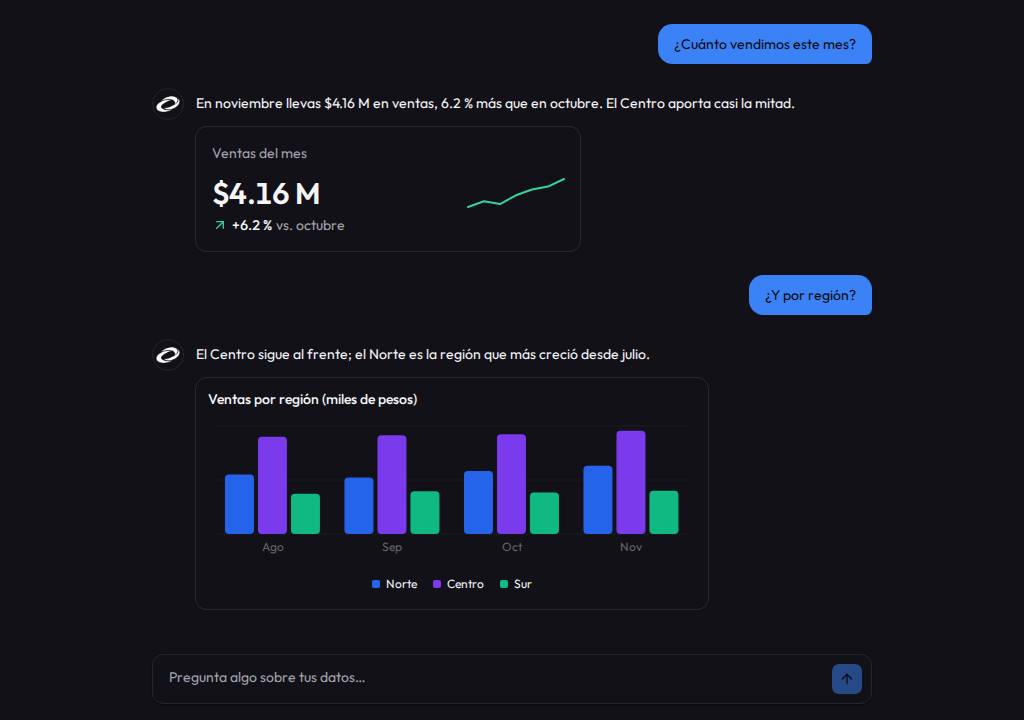 ¿Cuánto vendimos este mes?
En noviembre llevas $4.16 M en ventas, 6.2 % más que en octubre. El Centro aporta casi la mitad.
Ventas del mes
$4.16 M
+6.2 % vs. octubre
¿Y por región?
El Centro sigue al frente; el Norte es la región que más creció desde julio.
Ventas por región (miles de pesos)
Ago Sep Oct Nov
Norte Centro Sur
Pregunta algo sobre tus datos…